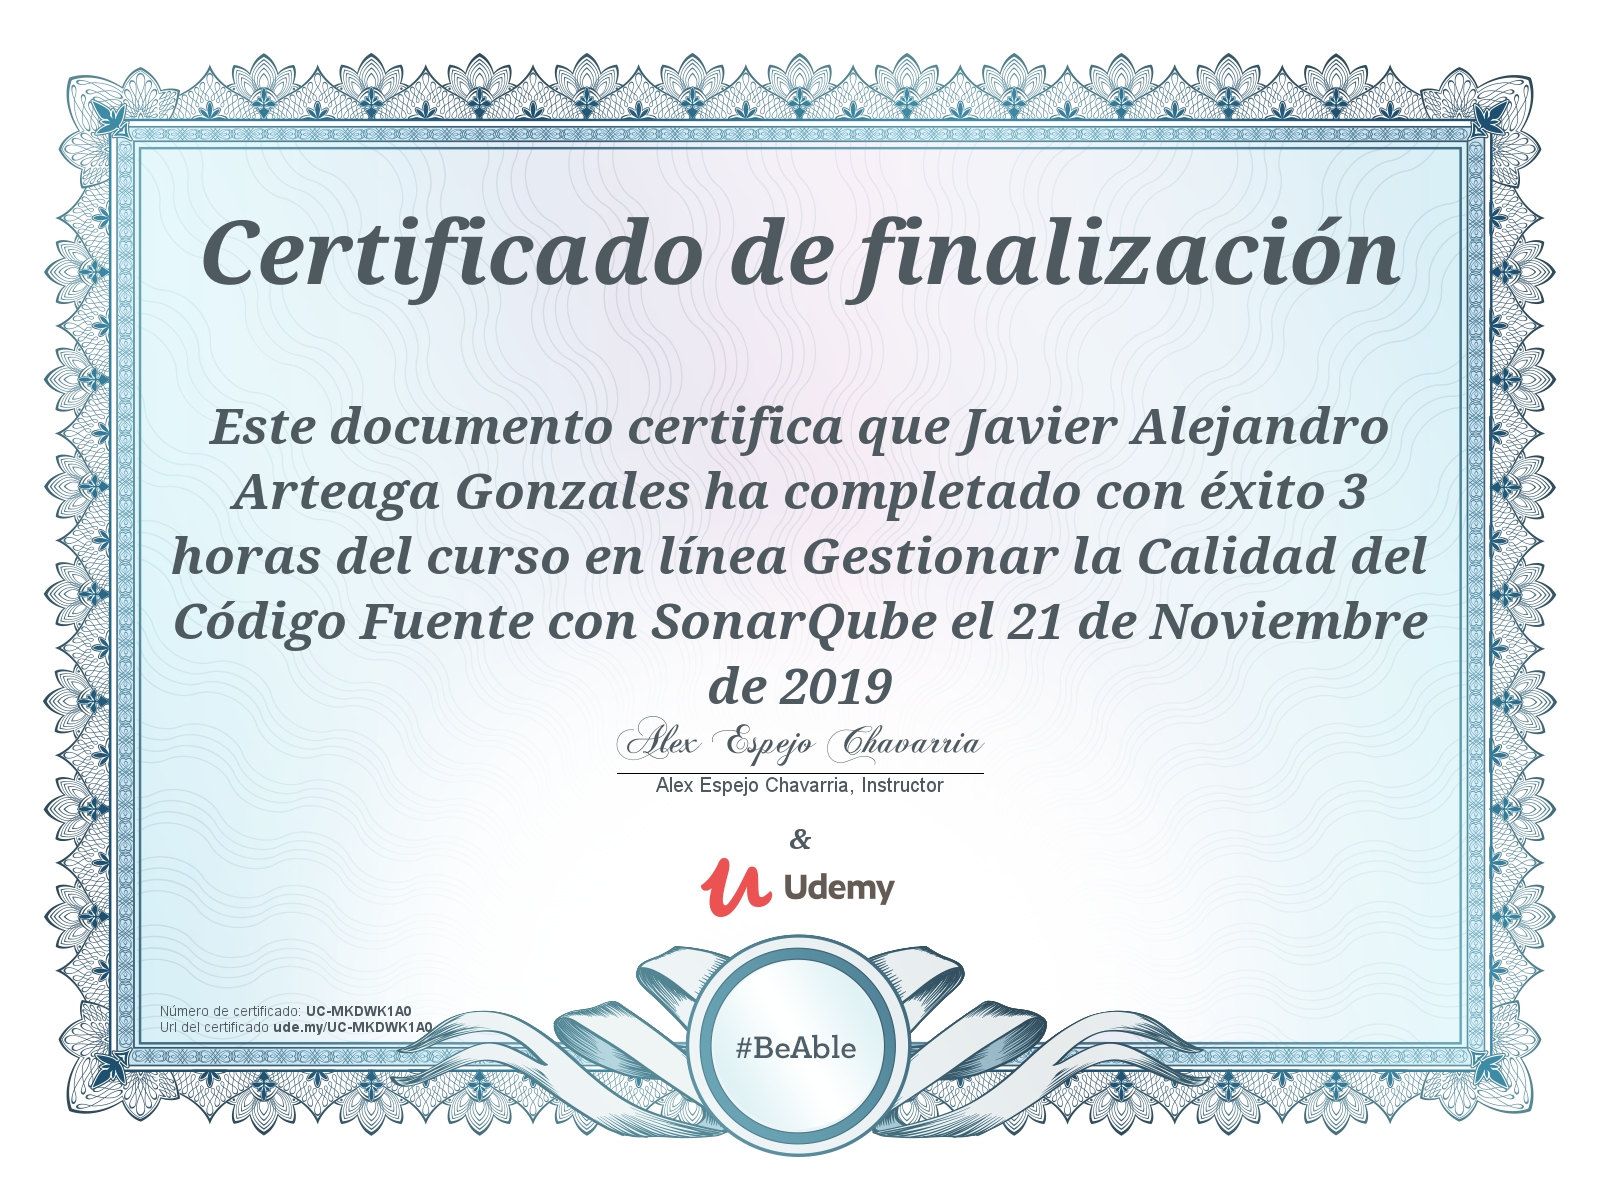 Certificado de finalización
Este documento certifica que Javier Alejandro
Arteaga Gonzales ha completado con éxito 3
horas del curso en línea Gestionar la Calidad del
Código Fuente con SonarQube el 21 de Noviembre
de 2019
Alex Espejo Chavarria
Alex Espejo Chavarria, Instructor
&
Udemy
Número de certificado: UC-MKDWK1A0
Url del certificado ude.my/UC-MKDWK1A0
#BeAble